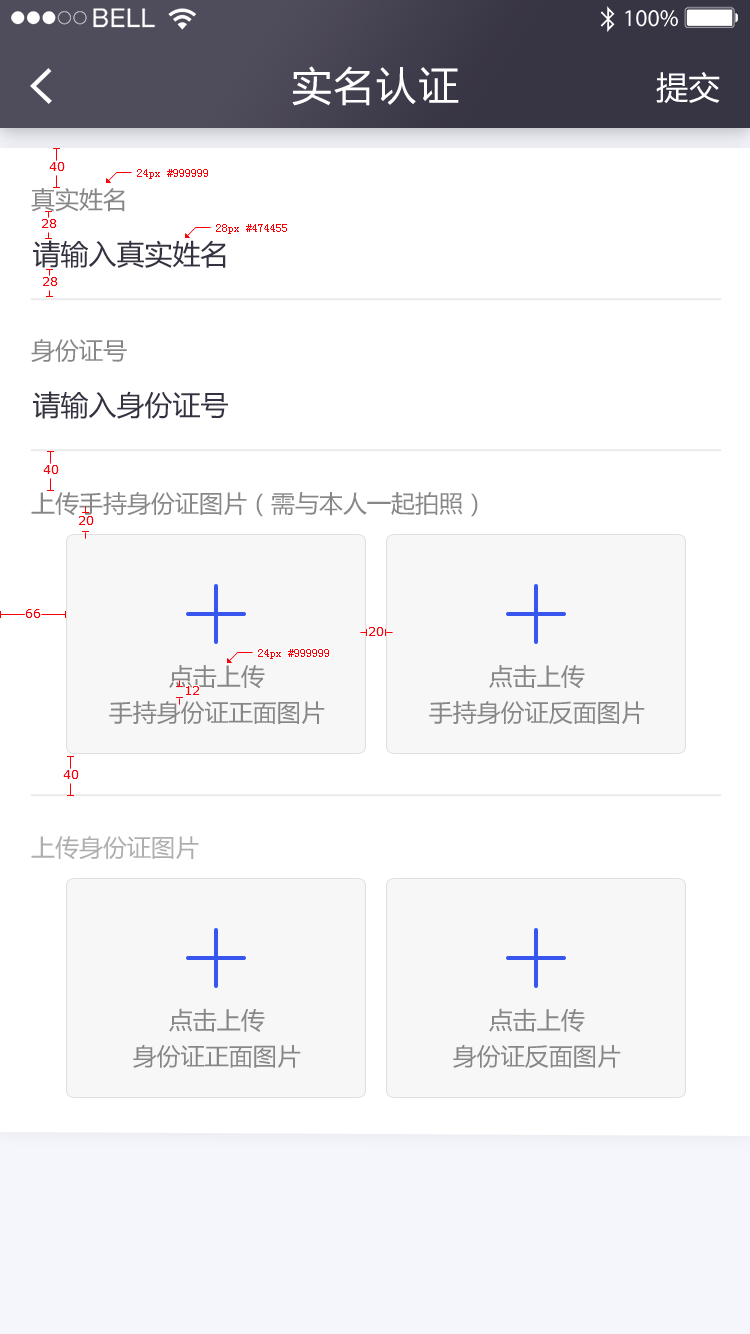 BELL 100%
实名认证 提交
40
24px #999999
真实姓名
28
28px #474455
请输入真实姓名
28
身份证号
请输入身份证号
40
上传手持身份证图片（需与本人一起拍照）
20
66
20
24px #999999
点击上传 点击上传
12
手持身份证正面图片 手持身份证反面图片
40
上传身份证图片
点击上传 点击上传
身份证正面图片 身份证反面图片